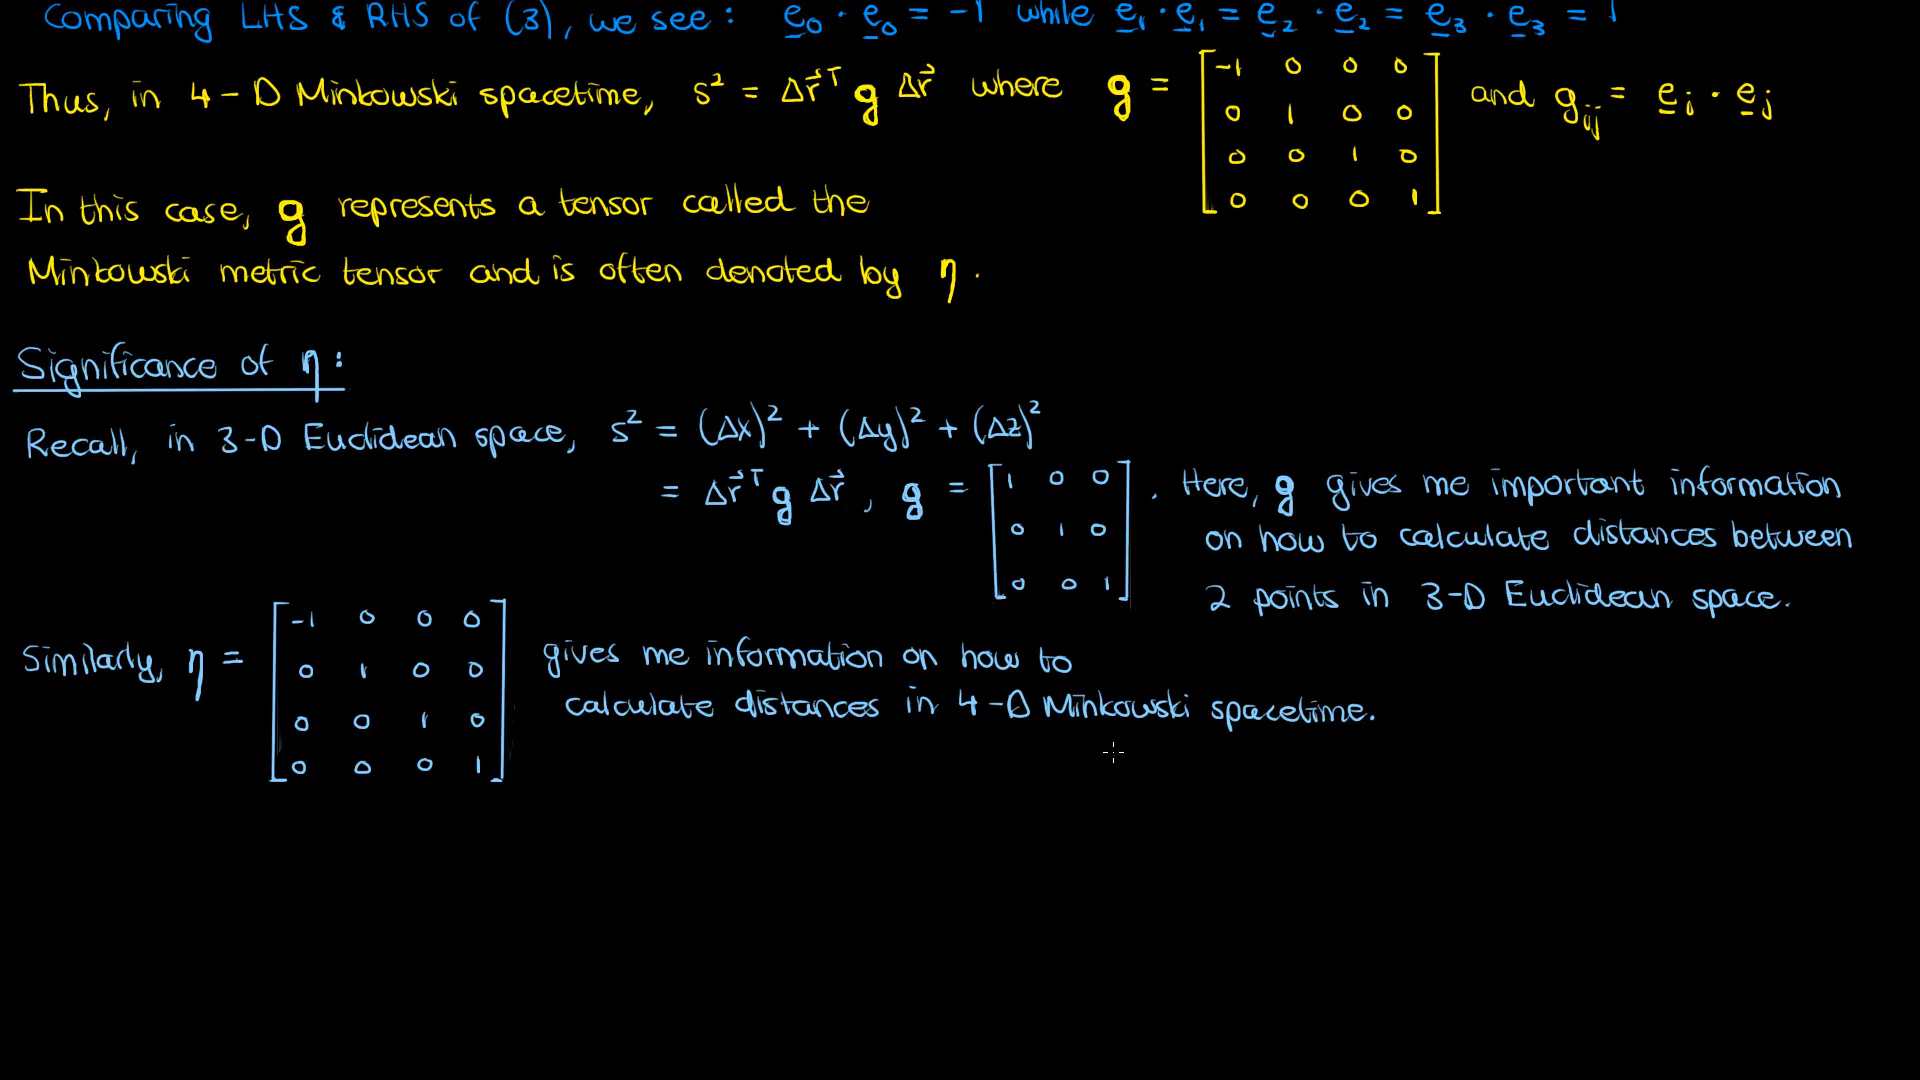 Comparing LHS & RHS of (3), we see: e₀ · e₀ = -1 while e₁ · e₁ = e₂ · e₂ = e₃ · e₃ = 1
Thus, in 4-D Minkowski spacetime, s² = Δr⃗ᵀ g Δr⃗ where g = [-1 0 0 0; 0 1 0 0; 0 0 1 0; 0 0 0 1] and gᵢⱼ = eᵢ · eⱼ
In this case, g represents a tensor called the
Minkowski metric tensor and is often denoted by η.
Significance of η:
Recall, in 3-D Euclidean space, s² = (Δx)² + (Δy)² + (Δz)²
= Δr⃗ᵀ g Δr⃗, g = [1 0 0; 0 1 0; 0 0 1]. Here, g gives me important information
on how to calculate distances between
2 points in 3-D Euclidean space.
Similarly, η = [-1 0 0 0; 0 1 0 0; 0 0 1 0; 0 0 0 1] gives me information on how to
calculate distances in 4-D Minkowski spacetime.